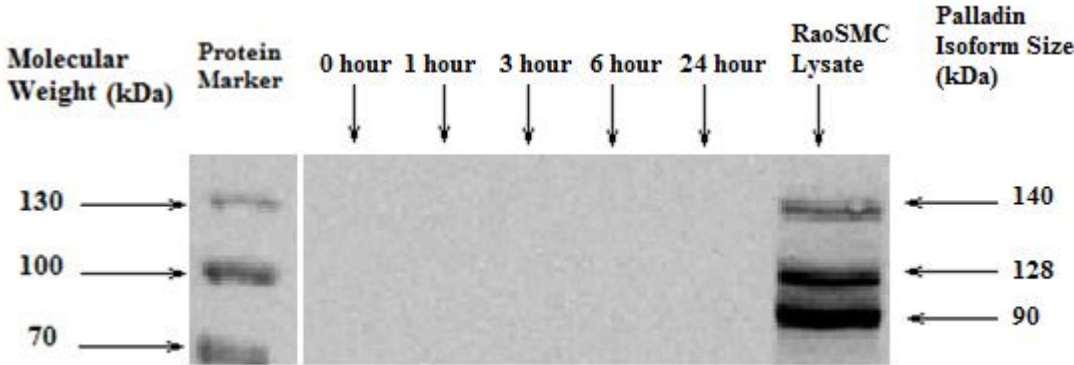 Molecular
Weight (kDa)
Protein
Marker
0 hour 1 hour 3 hour 6 hour 24 hour
RaoSMC
Lysate
Palladin
Isoform Size
(kDa)
130
140
100
128
90
70